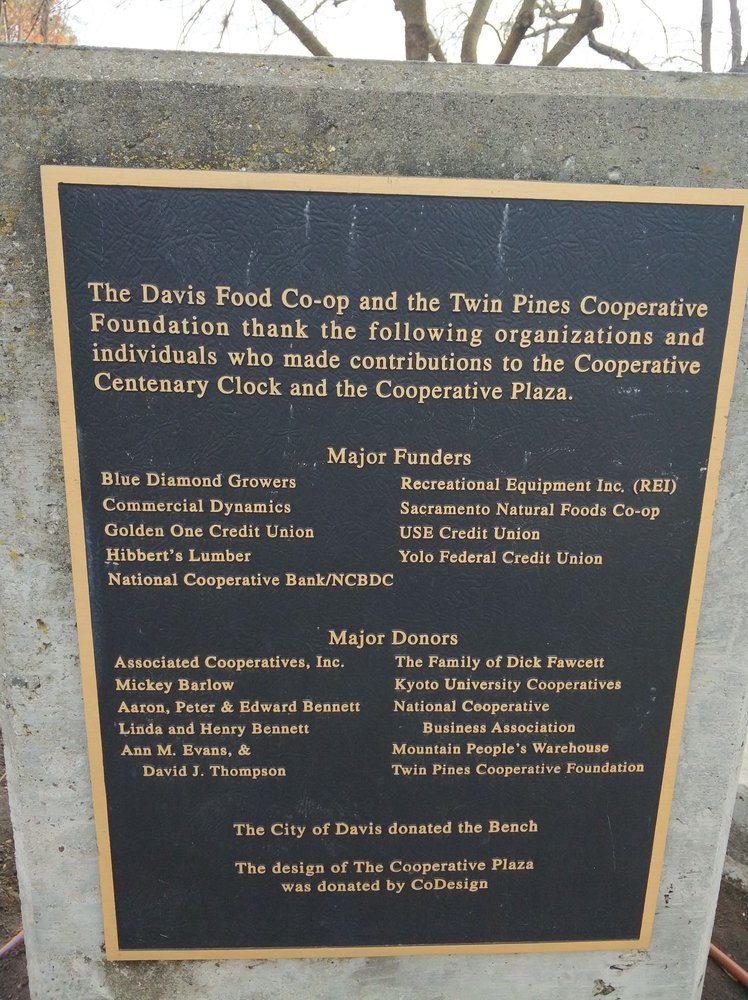 The Davis Food Co-op and the Twin Pines Cooperative
Foundation thank the following organizations and
individuals who made contributions to the Cooperative
Centenary Clock and the Cooperative Plaza.
Major Funders
Blue Diamond Growers
Commercial Dynamics
Golden One Credit Union
Hibbert's Lumber
National Cooperative Bank/NCBDC
Recreational Equipment Inc. (REI)
Sacramento Natural Foods Co-op
USE Credit Union
Yolo Federal Credit Union
Major Donors
Associated Cooperatives, Inc.
Mickey Barlow
Aaron, Peter & Edward Bennett
Linda and Henry Bennett
Ann M. Evans, &
David J. Thompson
The Family of Dick Fawcett
Kyoto University Cooperatives
National Cooperative
Business Association
Mountain People's Warehouse
Twin Pines Cooperative Foundation
The City of Davis donated the Bench
The design of The Cooperative Plaza
was donated by CoDesign